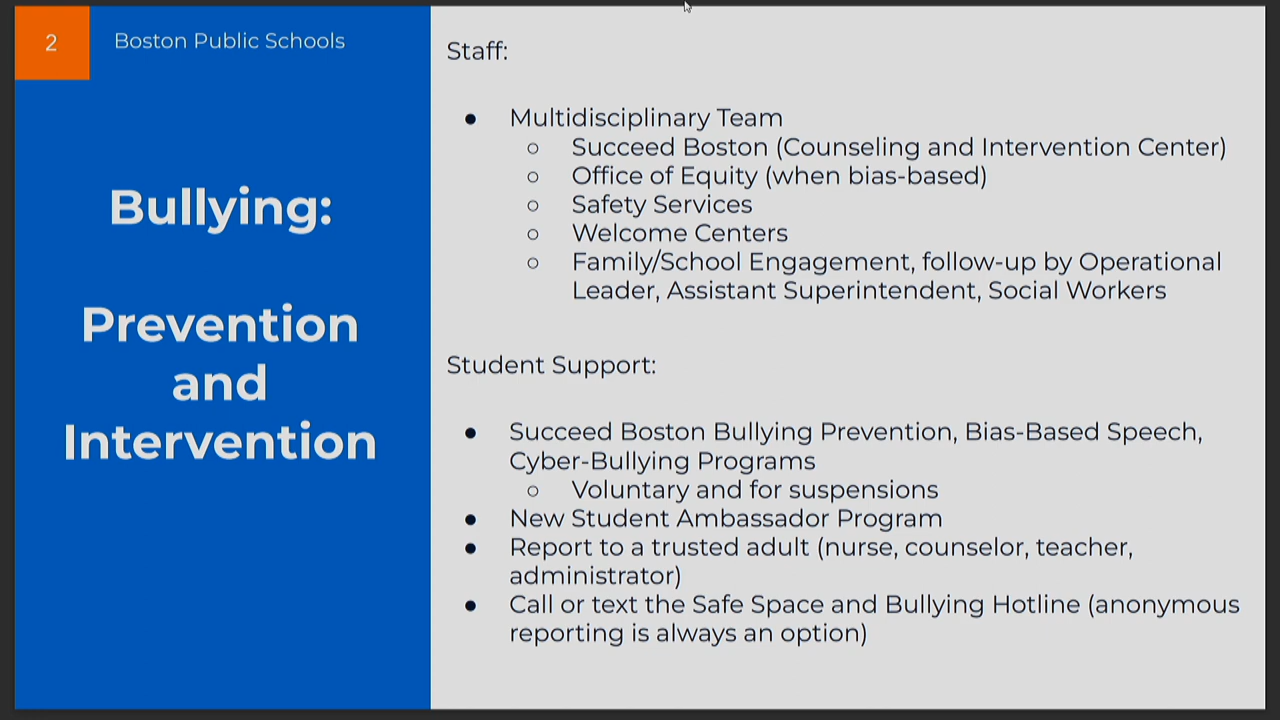 2
Boston Public Schools
Bullying:
Prevention
and
Intervention
Staff:
● Multidisciplinary Team
○ Succeed Boston (Counseling and Intervention Center)
○ Office of Equity (when bias-based)
○ Safety Services
○ Welcome Centers
○ Family/School Engagement, follow-up by Operational
Leader, Assistant Superintendent, Social Workers
Student Support:
● Succeed Boston Bullying Prevention, Bias-Based Speech,
Cyber-Bullying Programs
○ Voluntary and for suspensions
● New Student Ambassador Program
● Report to a trusted adult (nurse, counselor, teacher,
administrator)
● Call or text the Safe Space and Bullying Hotline (anonymous
reporting is always an option)